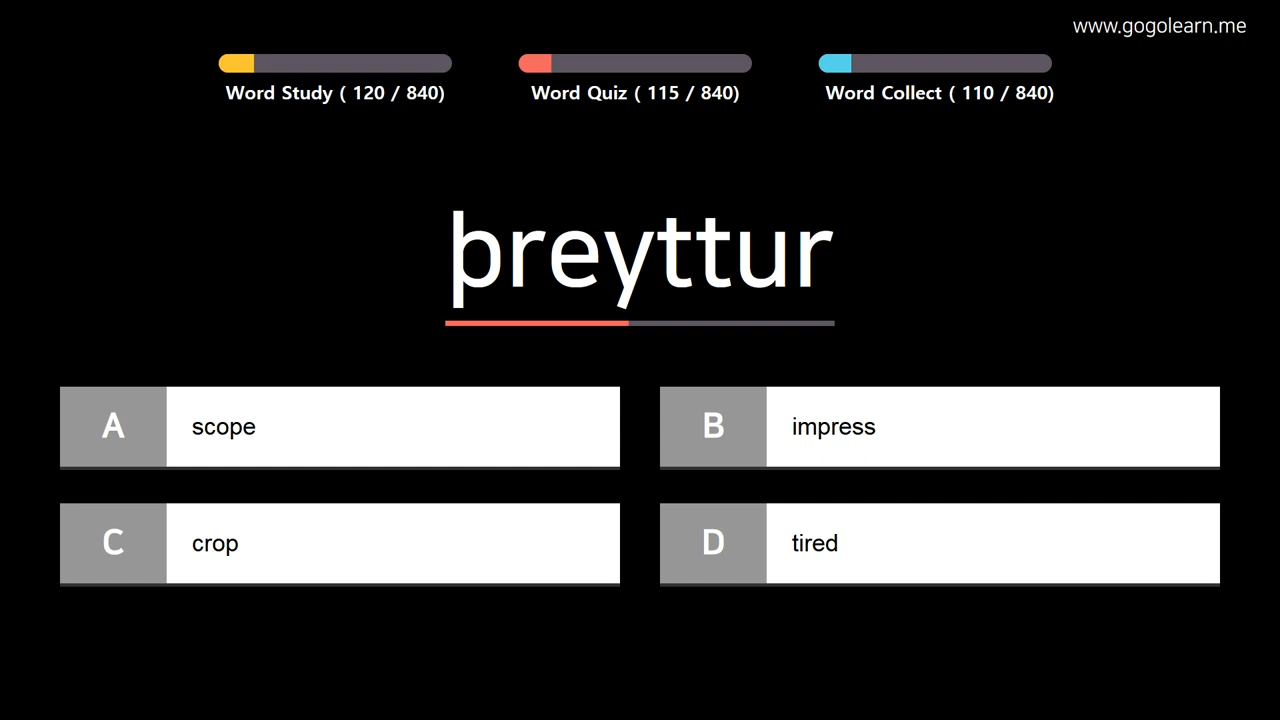 www.gogolearn.me
Word Study ( 120 / 840)
Word Quiz ( 115 / 840)
Word Collect ( 110 / 840)
þreyttur
A
scope
B
impress
C
crop
D
tired